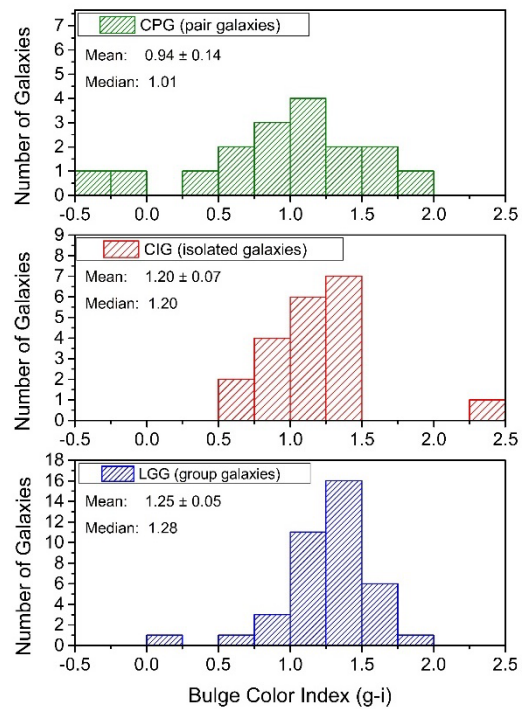 CPG (pair galaxies)
Mean: 0.94 ± 0.14
Median: 1.01
Number of Galaxies
7
6
5
4
3
2
1
0
-0.5 0.0 0.5 1.0 1.5 2.0 2.5
CIG (isolated galaxies)
Mean: 1.20 ± 0.07
Median: 1.20
Number of Galaxies
9
8
7
6
5
4
3
2
1
0
-0.5 0.0 0.5 1.0 1.5 2.0 2.5
LGG (group galaxies)
Mean: 1.25 ± 0.05
Median: 1.28
Number of Galaxies
18
16
14
12
10
8
6
4
2
0
-0.5 0.0 0.5 1.0 1.5 2.0 2.5
Bulge Color Index (g-i)